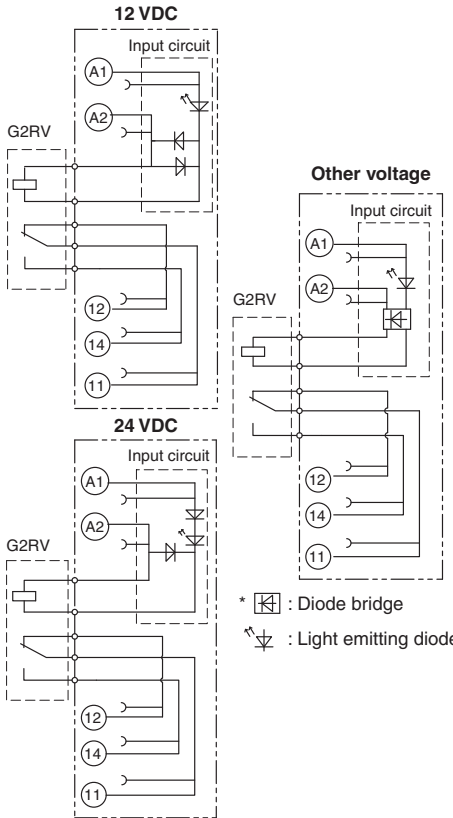 12 VDC
Input circuit
A1
A2
G2RV
12
14
11
Other voltage
Input circuit
A1
A2
G2RV
12
14
11
24 VDC
Input circuit
A1
A2
G2RV
12
14
11
* : Diode bridge
: Light emitting diode